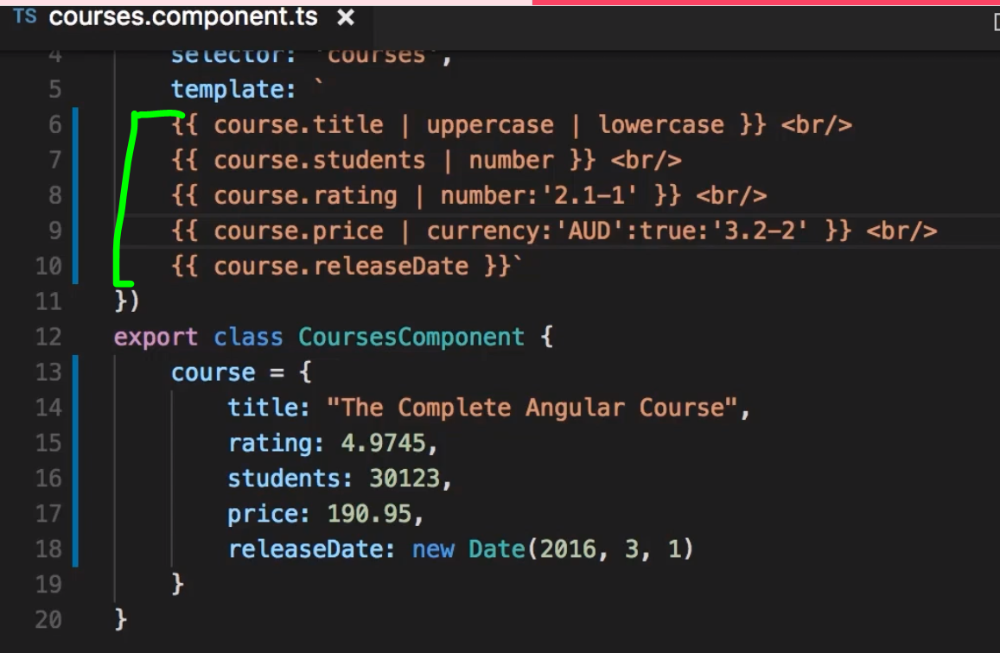 TS courses.component.ts ×
4 selector: `courses`,
5 template: `
6 {{ course.title | uppercase | lowercase }} <br/>
7 {{ course.students | number }} <br/>
8 {{ course.rating | number:'2.1-1' }} <br/>
9 {{ course.price | currency:'AUD':true:'3.2-2' }} <br/>
10 {{ course.releaseDate }}`
11 })
12 export class CoursesComponent {
13 course = {
14 title: "The Complete Angular Course",
15 rating: 4.9745,
16 students: 30123,
17 price: 190.95,
18 releaseDate: new Date(2016, 3, 1)
19 }
20 }